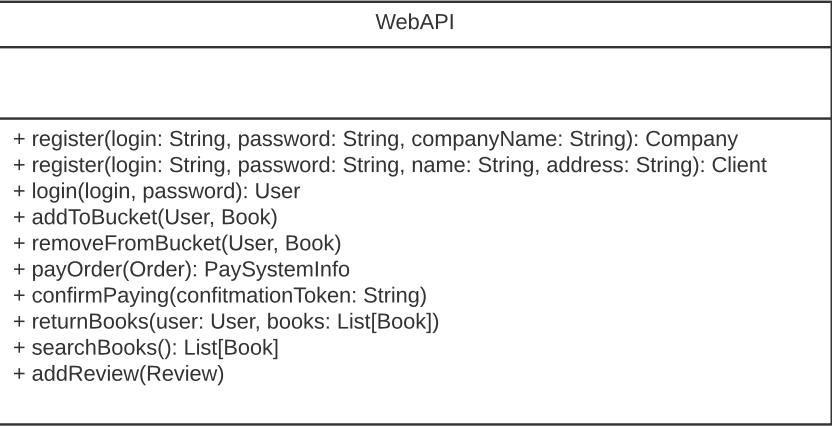 WebAPI
+ register(login: String, password: String, companyName: String): Company
+ register(login: String, password: String, name: String, address: String): Client
+ login(login, password): User
+ addToBucket(User, Book)
+ removeFromBucket(User, Book)
+ payOrder(Order): PaySystemInfo
+ confirmPaying(confitmationToken: String)
+ returnBooks(user: User, books: List[Book])
+ searchBooks(): List[Book]
+ addReview(Review)